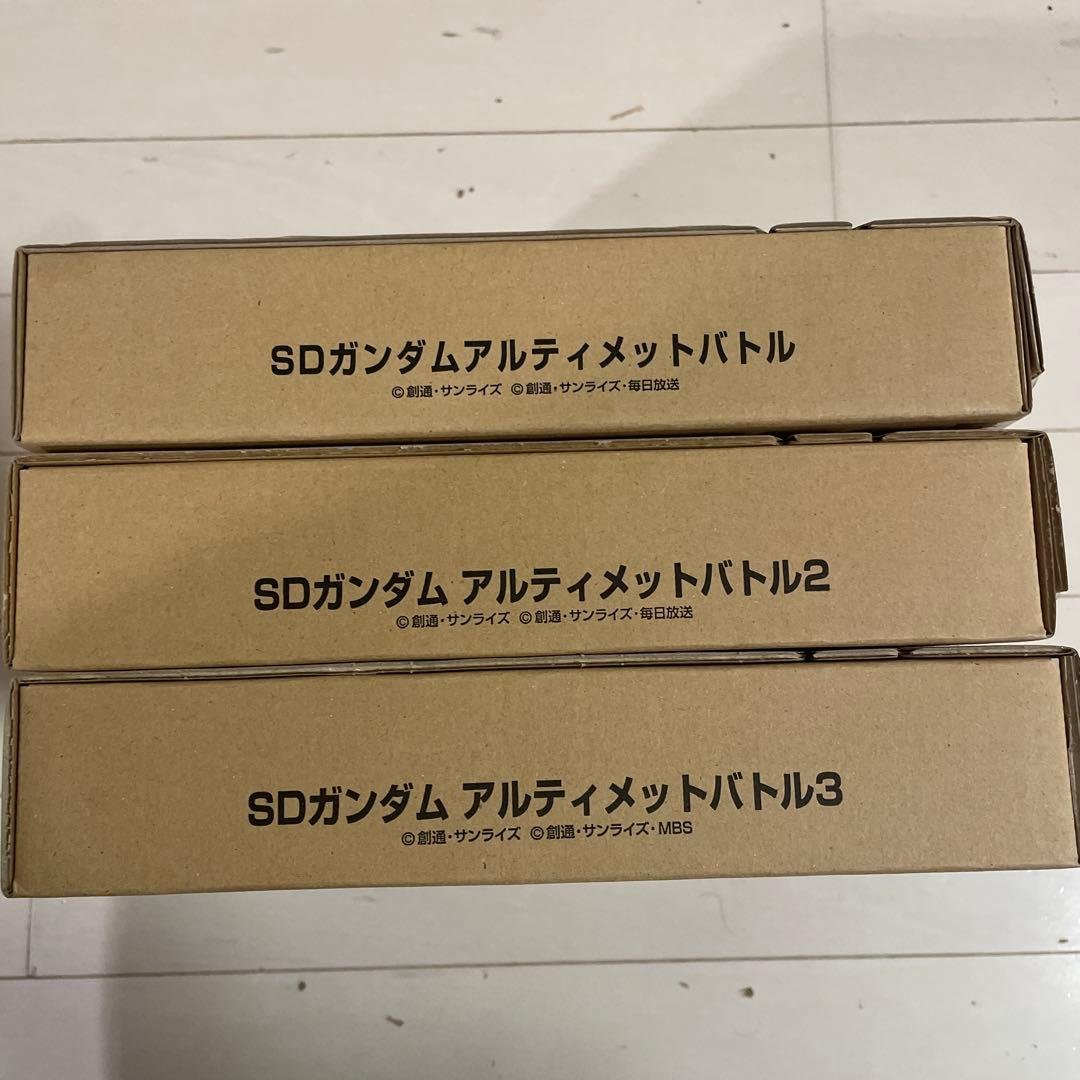 SDガンダムアルティメットバトル
©創通・サンライズ ©創通・サンライズ・毎日放送
SDガンダム アルティメットバトル2
©創通・サンライズ ©創通・サンライズ・毎日放送
SDガンダム アルティメットバトル3
©創通・サンライズ ©創通・サンライズ・MBS